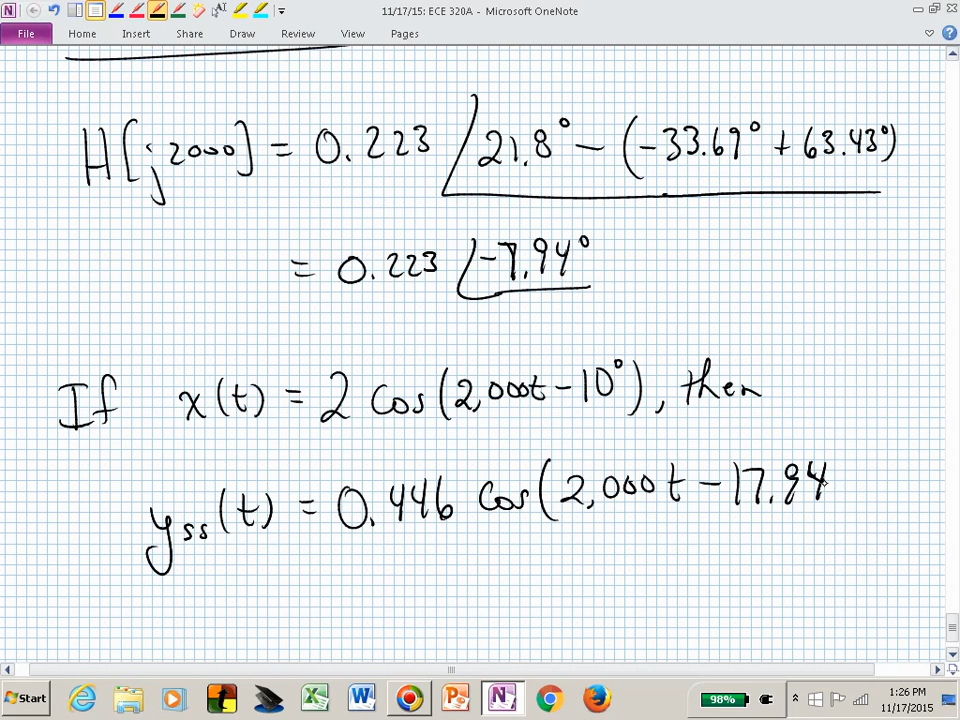 11/17/15: ECE 320A - Microsoft OneNote
File Home Insert Share Draw Review View Pages
H[j2000] = 0.223 ∠21.8° - (-33.69° + 63.43°)
= 0.223 ∠-7.94°
If x(t) = 2 cos(2,000t - 10°), then
yss(t) = 0.446 cos(2,000t - 17.94
Start 98% 1:26 PM
11/17/2015